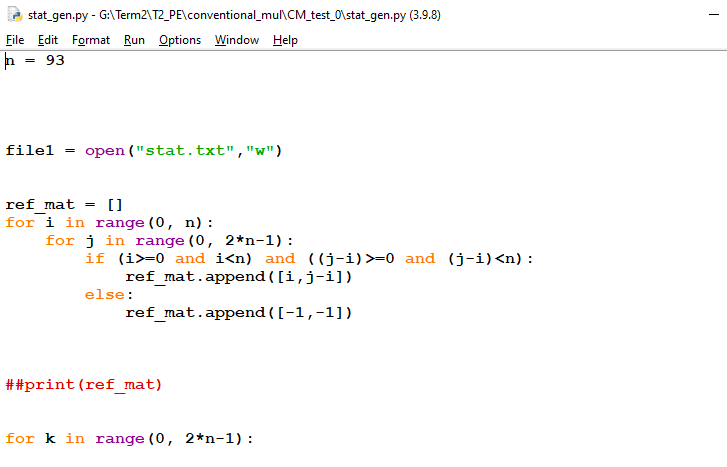 stat_gen.py - G:\Term2\T2_PE\conventional_mul\CM_test_0\stat_gen.py (3.9.8)
File Edit Format Run Options Window Help
n = 93
file1 = open("stat.txt","w")
ref_mat = []
for i in range(0, n):
    for j in range(0, 2*n-1):
        if (i>=0 and i<n) and ((j-i)>=0 and (j-i)<n):
            ref_mat.append([i,j-i])
        else:
            ref_mat.append([-1,-1])
##print(ref_mat)
for k in range(0, 2*n-1):